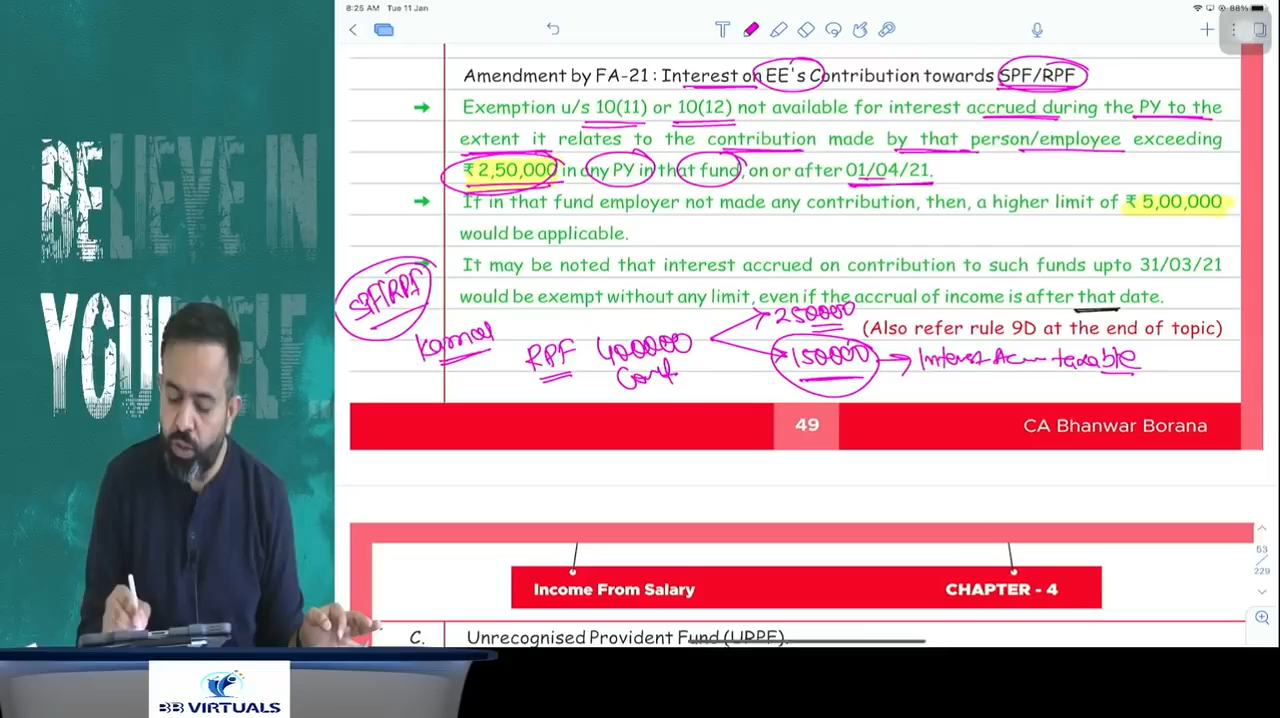 8:25 AM Tue 11 Jan
88%
Amendment by FA-21 : Interest on EE's Contribution towards SPF/RPF
Exemption u/s 10(11) or 10(12) not available for interest accrued during the PY to the
extent it relates to the contribution made by that person/employee exceeding
₹ 2,50,000 in any PY in that fund, on or after 01/04/21.
If in that fund employer not made any contribution, then, a higher limit of ₹ 5,00,000
would be applicable.
It may be noted that interest accrued on contribution to such funds upto 31/03/21
would be exempt without any limit, even if the accrual of income is after that date.
(Also refer rule 9D at the end of topic)
SPF/RPF
RPF 400000
250000
150000 → Interest taxable
49
CA Bhanwar Borana
53
229
Income From Salary
CHAPTER - 4
C. Unrecognised Provident Fund (URPF).
BELIEVE IN
YOURSELF
BB VIRTUALS